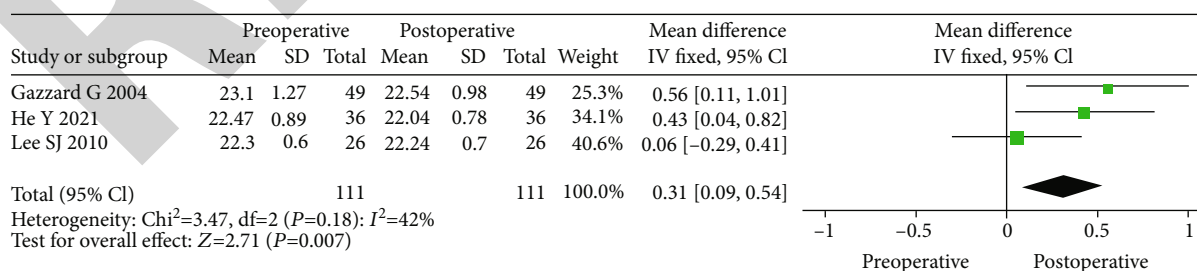 Preoperative Postoperative Mean difference Mean difference
Study or subgroup Mean SD Total Mean SD Total Weight IV fixed, 95% Cl IV fixed, 95% Cl
Gazzard G 2004 23.1 1.27 49 22.54 0.98 49 25.3% 0.56 [0.11, 1.01]
He Y 2021 22.47 0.89 36 22.04 0.78 36 34.1% 0.43 [0.04, 0.82]
Lee SJ 2010 22.3 0.6 26 22.24 0.7 26 40.6% 0.06 [−0.29, 0.41]
Total (95% Cl) 111 111 100.0% 0.31 [0.09, 0.54]
Heterogeneity: Chi²=3.47, df=2 (P=0.18): I²=42%
Test for overall effect: Z=2.71 (P=0.007)
−1 −0.5 0 0.5 1
Preoperative Postoperative